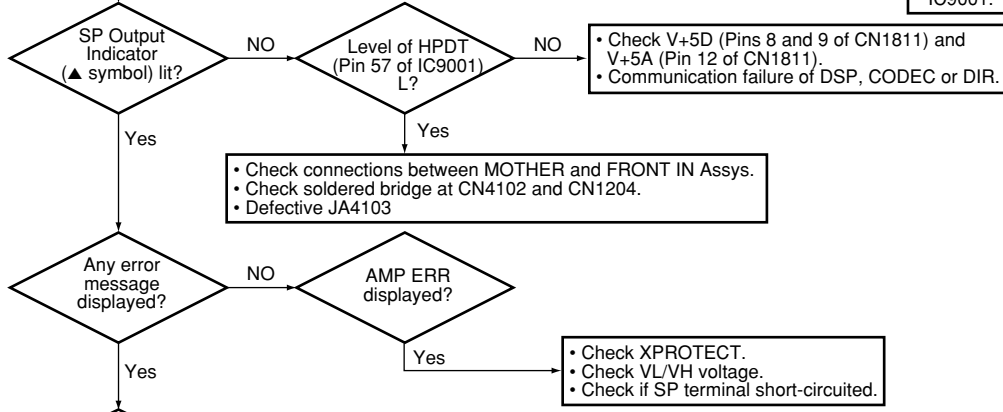 IC9001.
SP Output
Indicator
(▲ symbol) lit?
NO
Level of HPDT
(Pin 57 of IC9001)
L?
NO
• Check V+5D (Pins 8 and 9 of CN1811) and
V+5A (Pin 12 of CN1811).
• Communication failure of DSP, CODEC or DIR.
Yes
Yes
• Check connections between MOTHER and FRONT IN Assys.
• Check soldered bridge at CN4102 and CN1204.
• Defective JA4103
Any error
message
displayed?
NO
AMP ERR
displayed?
Yes
Yes
• Check XPROTECT.
• Check VL/VH voltage.
• Check if SP terminal short-circuited.